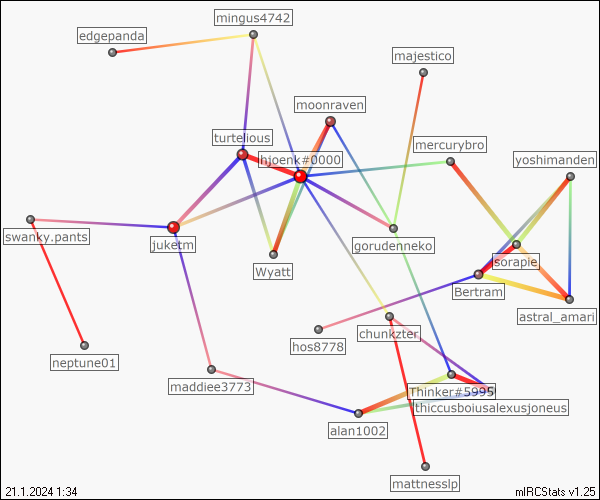 mingus4742
edgepanda
majestico
moonraven
turtelious
mercurybro
hjoenk#0000
yoshimanden
swanky.pants
juketm
gorudenneko
sorapie
Wyatt
Bertram
astral_amari
chunkzter
hos8778
neptune01
maddiee3773
Thinker#5995
thiccusboiusalexusjoneus
alan1002
mattnesslp
21.1.2024 1:34
mIRCStats v1.25